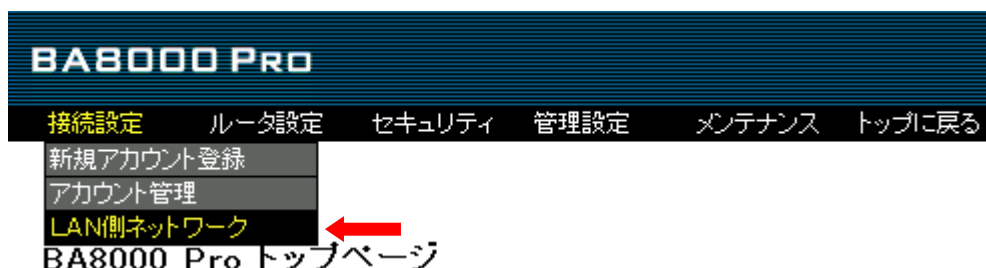 BA8000 PRO
接続設定 ルータ設定 セキュリティ 管理設定 メンテナンス トップに戻る
新規アカウント登録
アカウント管理
LAN側ネットワーク
BA8000 Pro トップページ